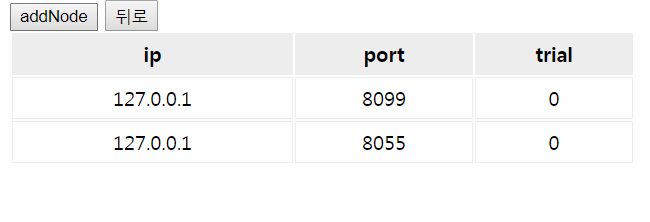 addNode 뒤로
ip port trial
127.0.0.1 8099 0
127.0.0.1 8055 0